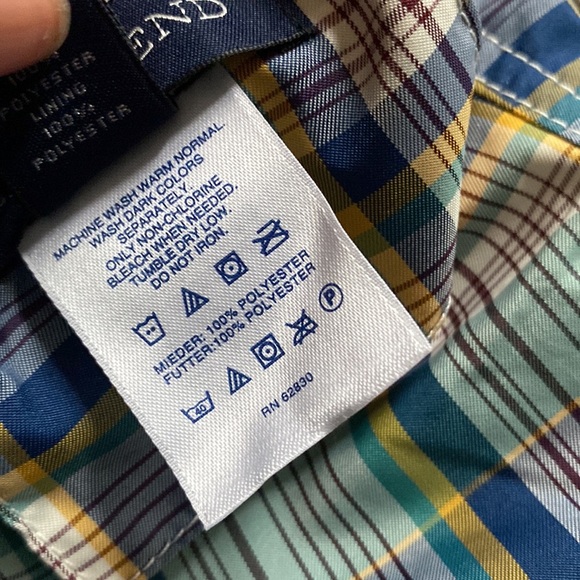 END
100%
POLYESTER
LINING
100%
POLYESTER
MACHINE WASH WARM NORMAL
WASH DARK COLORS
SEPARATELY.
ONLY NON-CHLORINE
BLEACH WHEN NEEDED.
TUMBLE DRY LOW.
DO NOT IRON.
MIEDER: 100% POLYESTER
FUTTER:100% POLYESTER
P
40
RN 62830